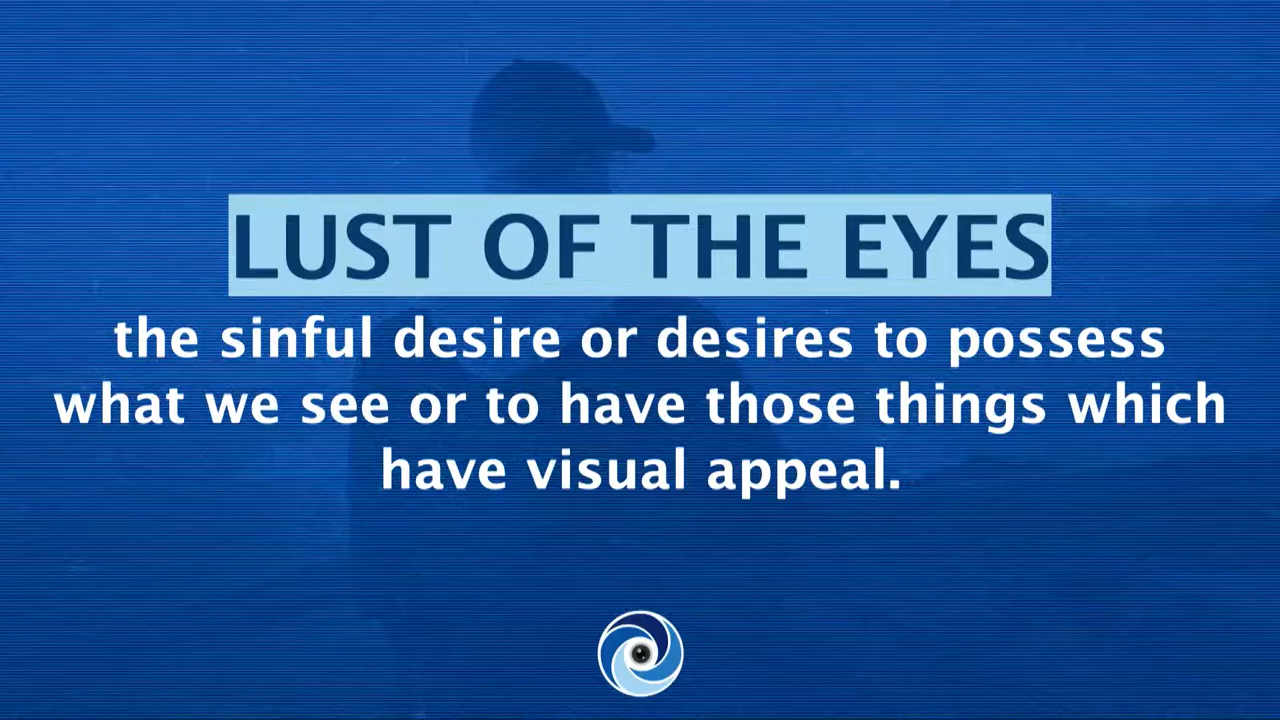 LUST OF THE EYES
the sinful desire or desires to possess
what we see or to have those things which
have visual appeal.